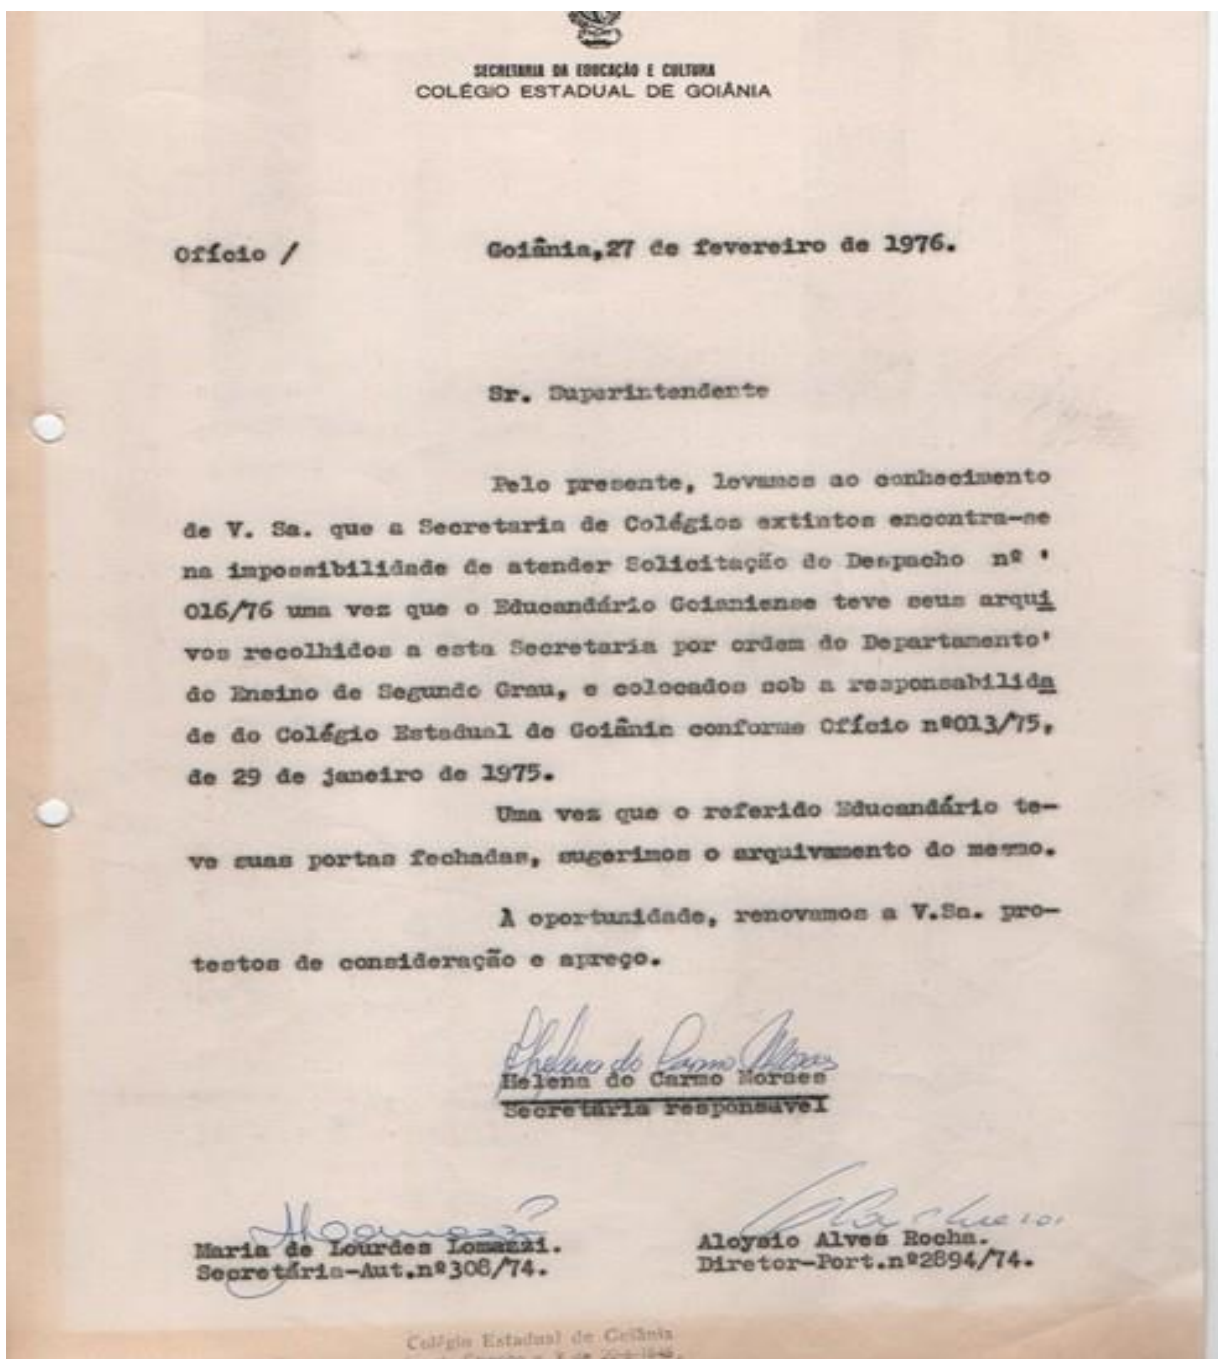 SECRETARIA DA EDUCAÇÃO E CULTURA
COLÉGIO ESTADUAL DE GOIÂNIA
Ofício / Goiânia,27 de fevereiro de 1976.
Sr. Superintendente
Pelo presente, levamos ao conhecimento
de V. Sa. que a Secretaria de Colégios extintos encontra-se
na impossibilidade de atender Solicitação do Despacho nº '
016/76 uma vez que o Educandário Goianiense teve seus arqui
vos recolhidos a esta Secretaria por ordem do Departamento'
do Ensino de Segundo Grau, e colocados sob a responsabilida
de do Colégio Estadual de Goiânia conforme Ofício nº013/75,
de 29 de janeiro de 1975.
Uma vez que o referido Educandário te-
ve suas portas fechadas, sugerimos o arquivamento do mesmo.
À oportunidade, renovamos a V.Sa. pro-
testos de consideração e apreço.
Helena do Carmo Moraes
Helena do Carmo Moraes
Secretária responsável
Maria de Lourdes Lomazzi.
Secretária-Aut.nº308/74.
Aloysio Alves Rocha.
Diretor-Port.nº2894/74.
Colégio Estadual de Goiânia